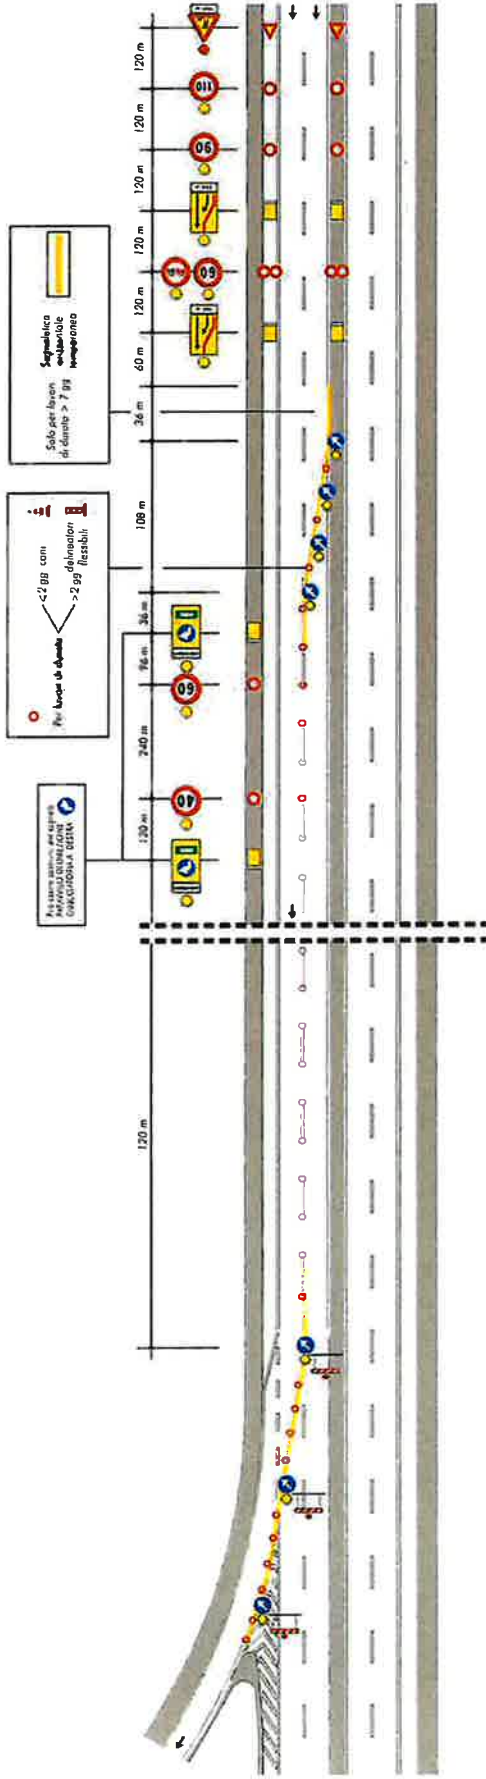 120 m
120 m
120 m
120 m
120 m
60 m
36 m
108 m
36 m
96 m
240 m
120 m
120 m
110
90
60
60
40
Solo per lavori
di durata > 7 gg
Segnaletica
orizzontale
temporanea
Per lavori di durata
< 2 gg coni
> 2 gg delineatori
flessibili
CARREGGIATA A DESTRA